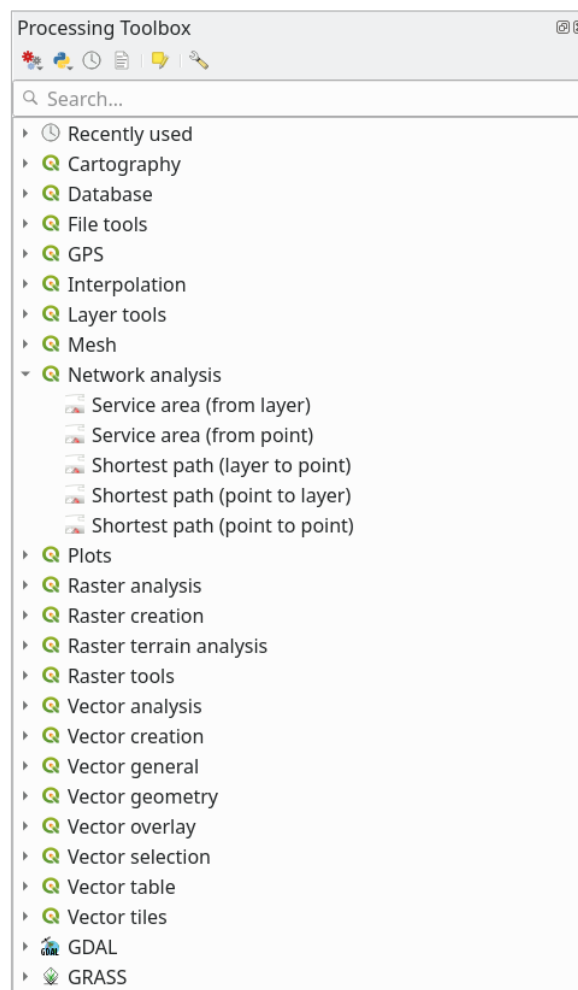 Processing Toolbox
Search...
Recently used
Cartography
Database
File tools
GPS
Interpolation
Layer tools
Mesh
Network analysis
Service area (from layer)
Service area (from point)
Shortest path (layer to point)
Shortest path (point to layer)
Shortest path (point to point)
Plots
Raster analysis
Raster creation
Raster terrain analysis
Raster tools
Vector analysis
Vector creation
Vector general
Vector geometry
Vector overlay
Vector selection
Vector table
Vector tiles
GDAL GDAL
GRASS